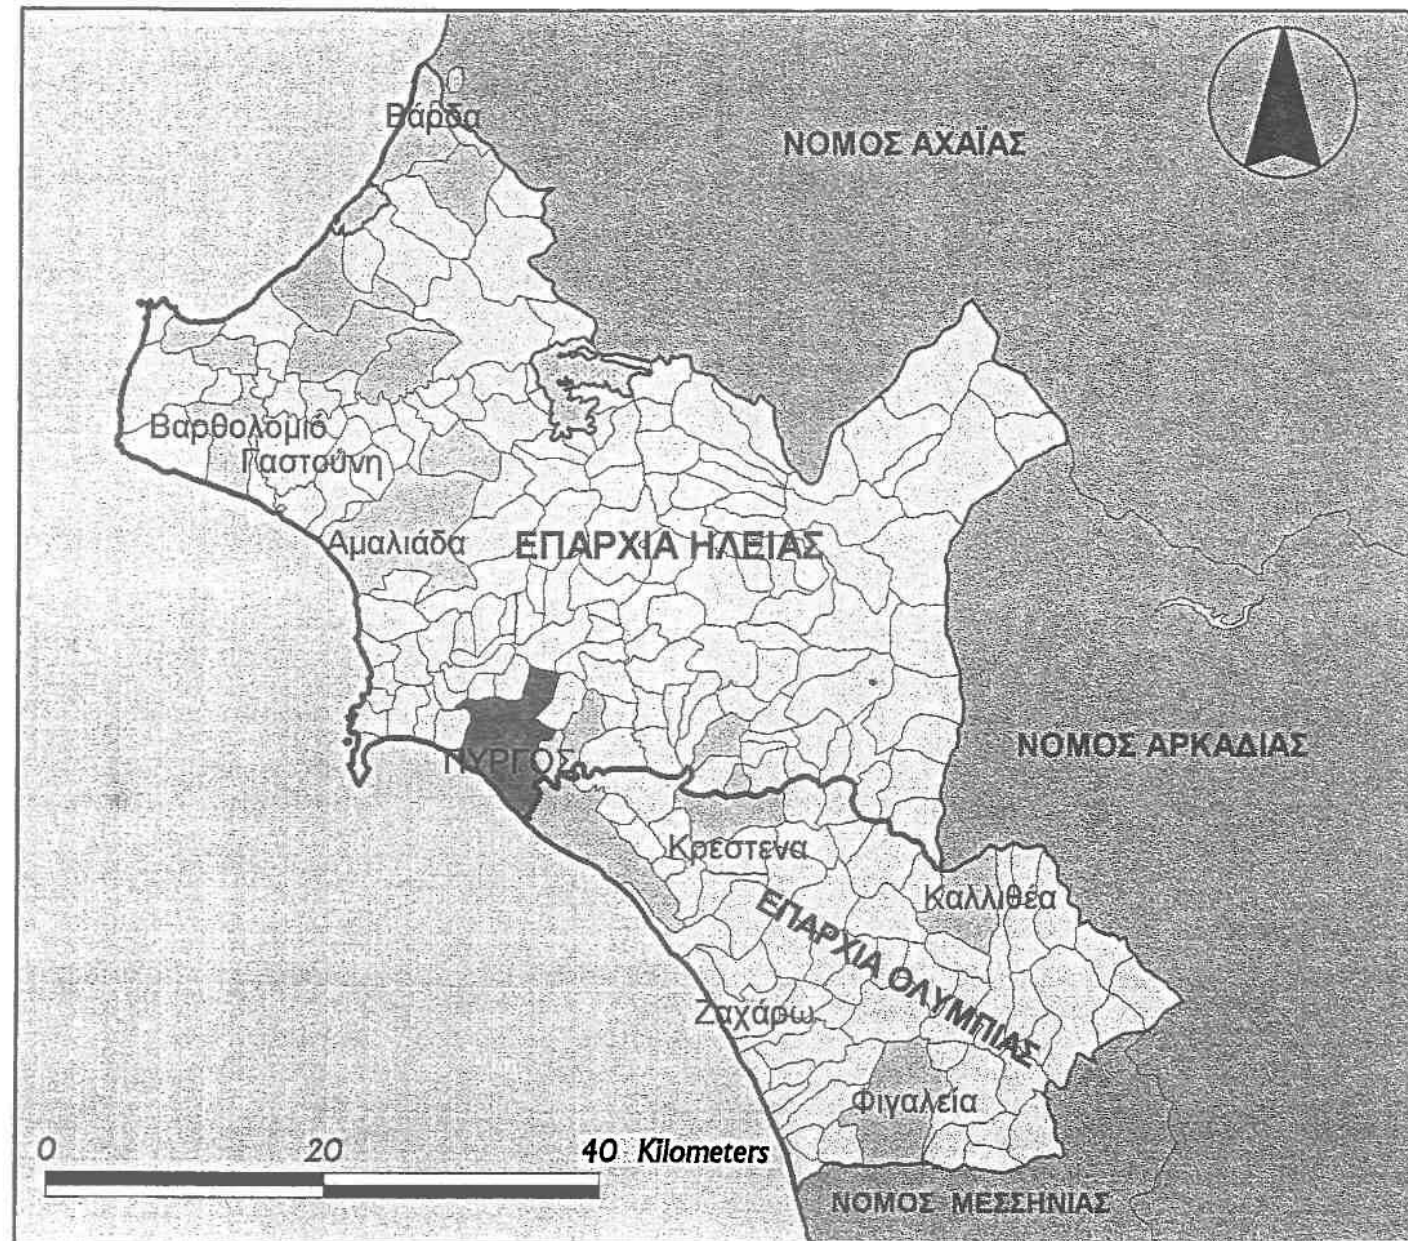 Βάρδα
ΝΟΜΟΣ ΑΧΑΪΑΣ
Βαρθολομιό
Γαστούνη
Αμαλιάδα
ΕΠΑΡΧΙΑ ΗΛΕΙΑΣ
ΠΥΡΓΟΣ
ΝΟΜΟΣ ΑΡΚΑΔΙΑΣ
Κρέστενα
Καλλιθέα
ΕΠΑΡΧΙΑ ΟΛΥΜΠΙΑΣ
Ζαχάρω
Φιγαλεία
0 20 40 Kilometers
ΝΟΜΟΣ ΜΕΣΣΗΝΙΑΣ